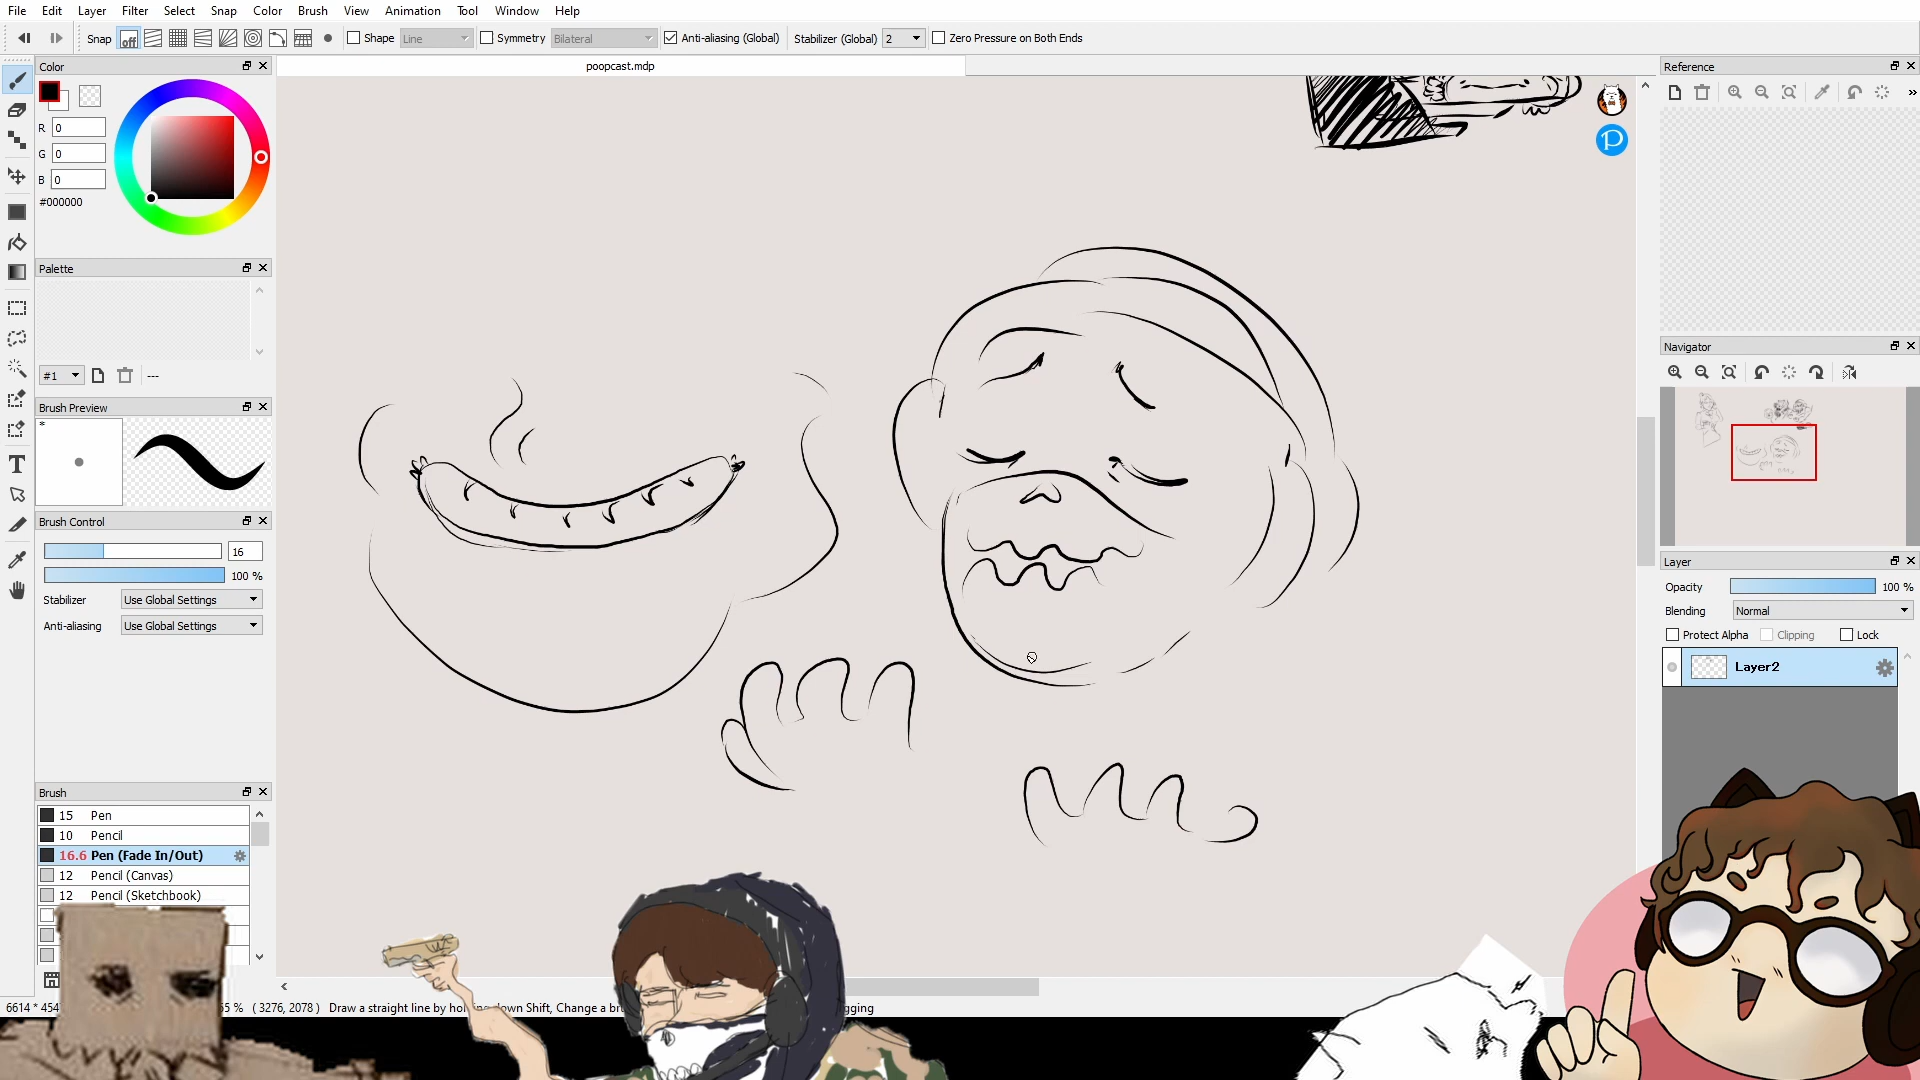 File Edit Layer Filter Select Snap Color Brush View Animation Tool Window Help
Snap off Shape Line Symmetry Bilateral Anti-aliasing (Global) Stabilizer (Global) 2 Zero Pressure on Both Ends
Color
poopcast.mdp
Reference
R 0
G 0
B 0
#000000
Palette
#1 ---
Brush Preview
*
Brush Control
16
100 %
Stabilizer Use Global Settings
Anti-aliasing Use Global Settings
Brush
15 Pen
10 Pencil
16.6 Pen (Fade In/Out)
12 Pencil (Canvas)
12 Pencil (Sketchbook)
Navigator
Layer
Opacity 100 %
Blending Normal
Protect Alpha Clipping Lock
Layer2
6614 * 454 % ( 3276, 2078 ) Draw a straight line by down Shift, Change a